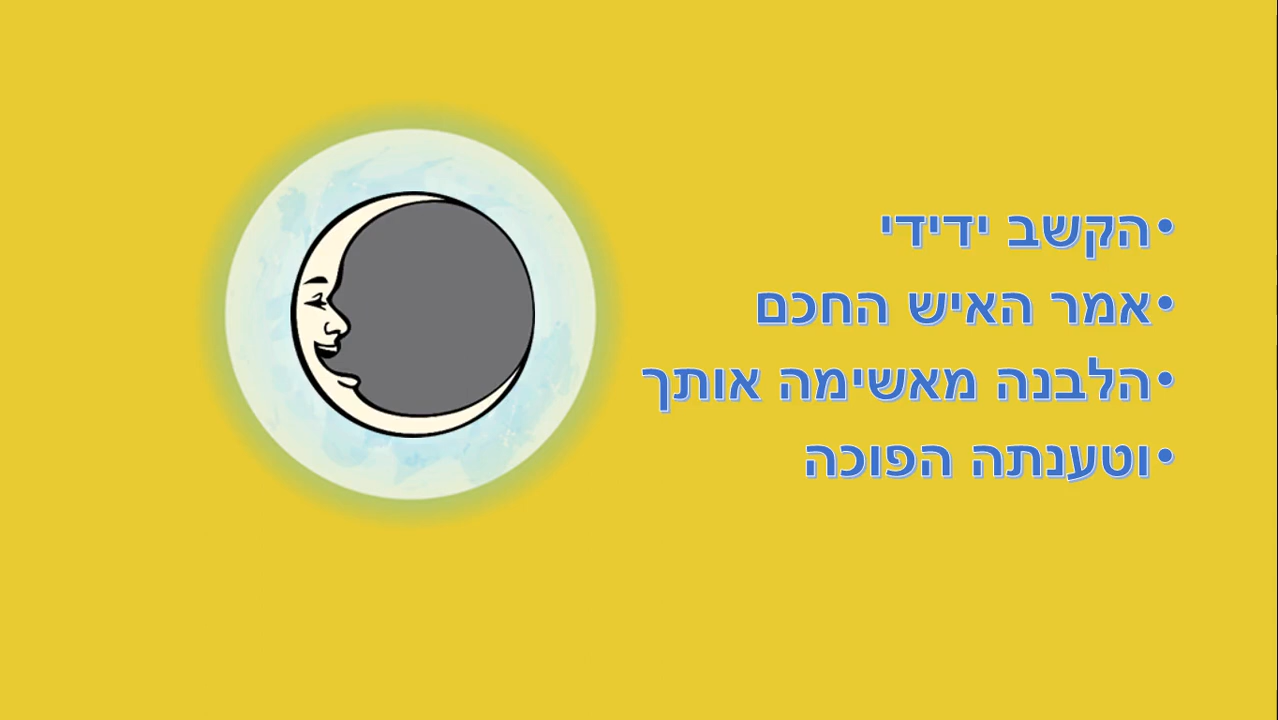 •הקשב ידידי
•אמר האיש החכם
•הלבנה מאשימה אותך
•וטענתה הפוכה